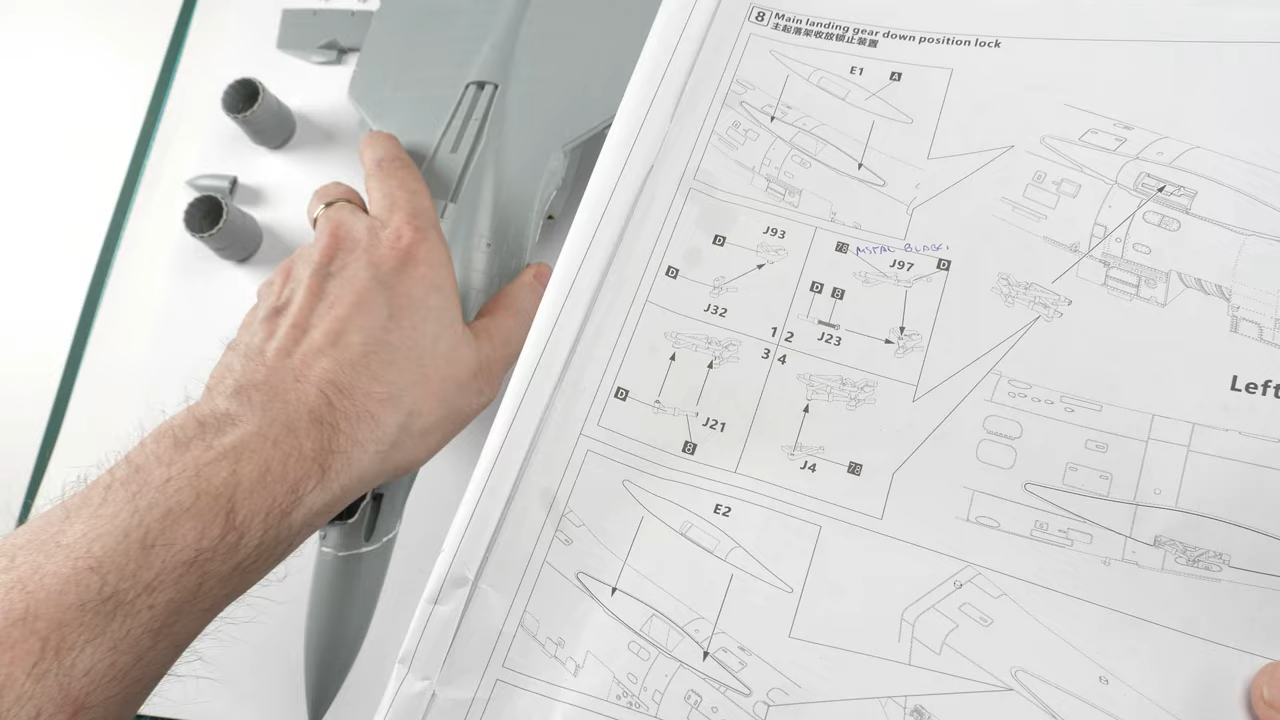 8 Main landing gear down position lock
主起落架收放锁止装置
E1
A
J93
D
D
J32
1
78
METAL BLACK.
J97
D
D
8
J23
2
3
D
J21
8
4
J4
78
E2
Left